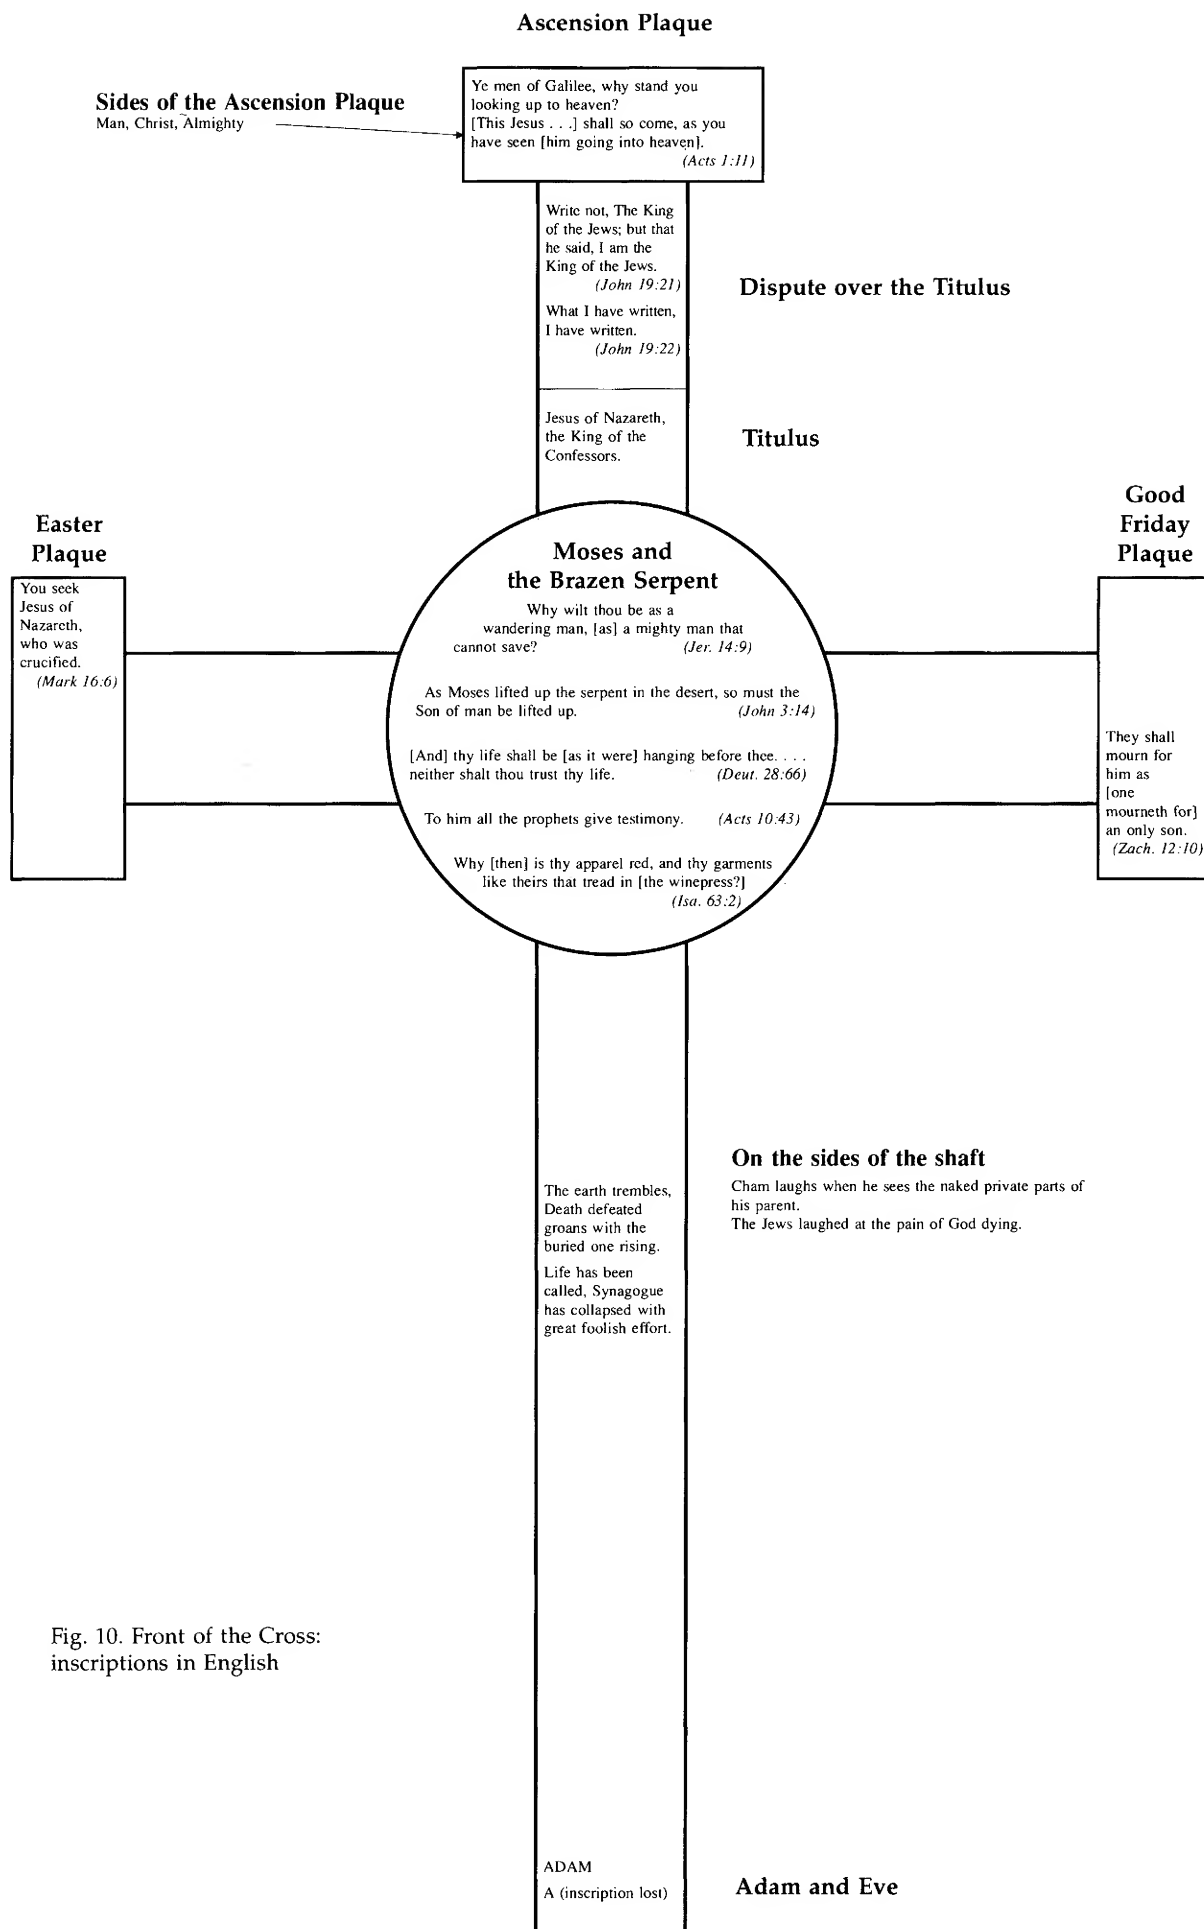 Ascension Plaque
Sides of the Ascension Plaque
Man, Christ, Almighty
Ye men of Galilee, why stand you
looking up to heaven?
[This Jesus . . .] shall so come, as you
have seen [him going into heaven].
(Acts 1:11)
Write not, The King
of the Jews; but that
he said, I am the
King of the Jews.
(John 19:21)
What I have written,
I have written.
(John 19:22)
Dispute over the Titulus
Jesus of Nazareth,
the King of the
Confessors.
Titulus
Easter
Plaque
You seek
Jesus of
Nazareth,
who was
crucified.
(Mark 16:6)
Moses and
the Brazen Serpent
Why wilt thou be as a
wandering man, [as] a mighty man that
cannot save? (Jer. 14:9)
As Moses lifted up the serpent in the desert, so must the
Son of man be lifted up. (John 3:14)
[And] thy life shall be [as it were] hanging before thee. . . .
neither shalt thou trust thy life. (Deut. 28:66)
To him all the prophets give testimony. (Acts 10:43)
Why [then] is thy apparel red, and thy garments
like theirs that tread in [the winepress?]
(Isa. 63:2)
Good
Friday
Plaque
They shall
mourn for
him as
[one
mourneth for]
an only son.
(Zach. 12:10)
The earth trembles,
Death defeated
groans with the
buried one rising.
Life has been
called, Synagogue
has collapsed with
great foolish effort.
On the sides of the shaft
Cham laughs when he sees the naked private parts of
his parent.
The Jews laughed at the pain of God dying.
Fig. 10. Front of the Cross:
inscriptions in English
ADAM
A (inscription lost)
Adam and Eve